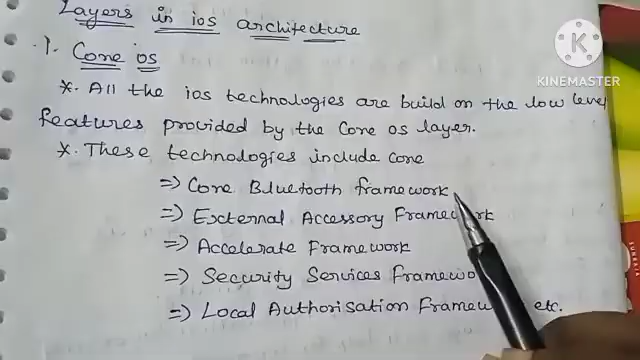 Layers in ios architecture
.1. Core os
KINEMASTER
*. All the ios technologies are build on the low level
features provided by the Core os layer.
*. These technologies include core
=> Core Bluetooth framework
=> External Accessory Framework
=> Accelerate Framework
=> Security Services Framewo
=> Local Authorisation Framew etc.